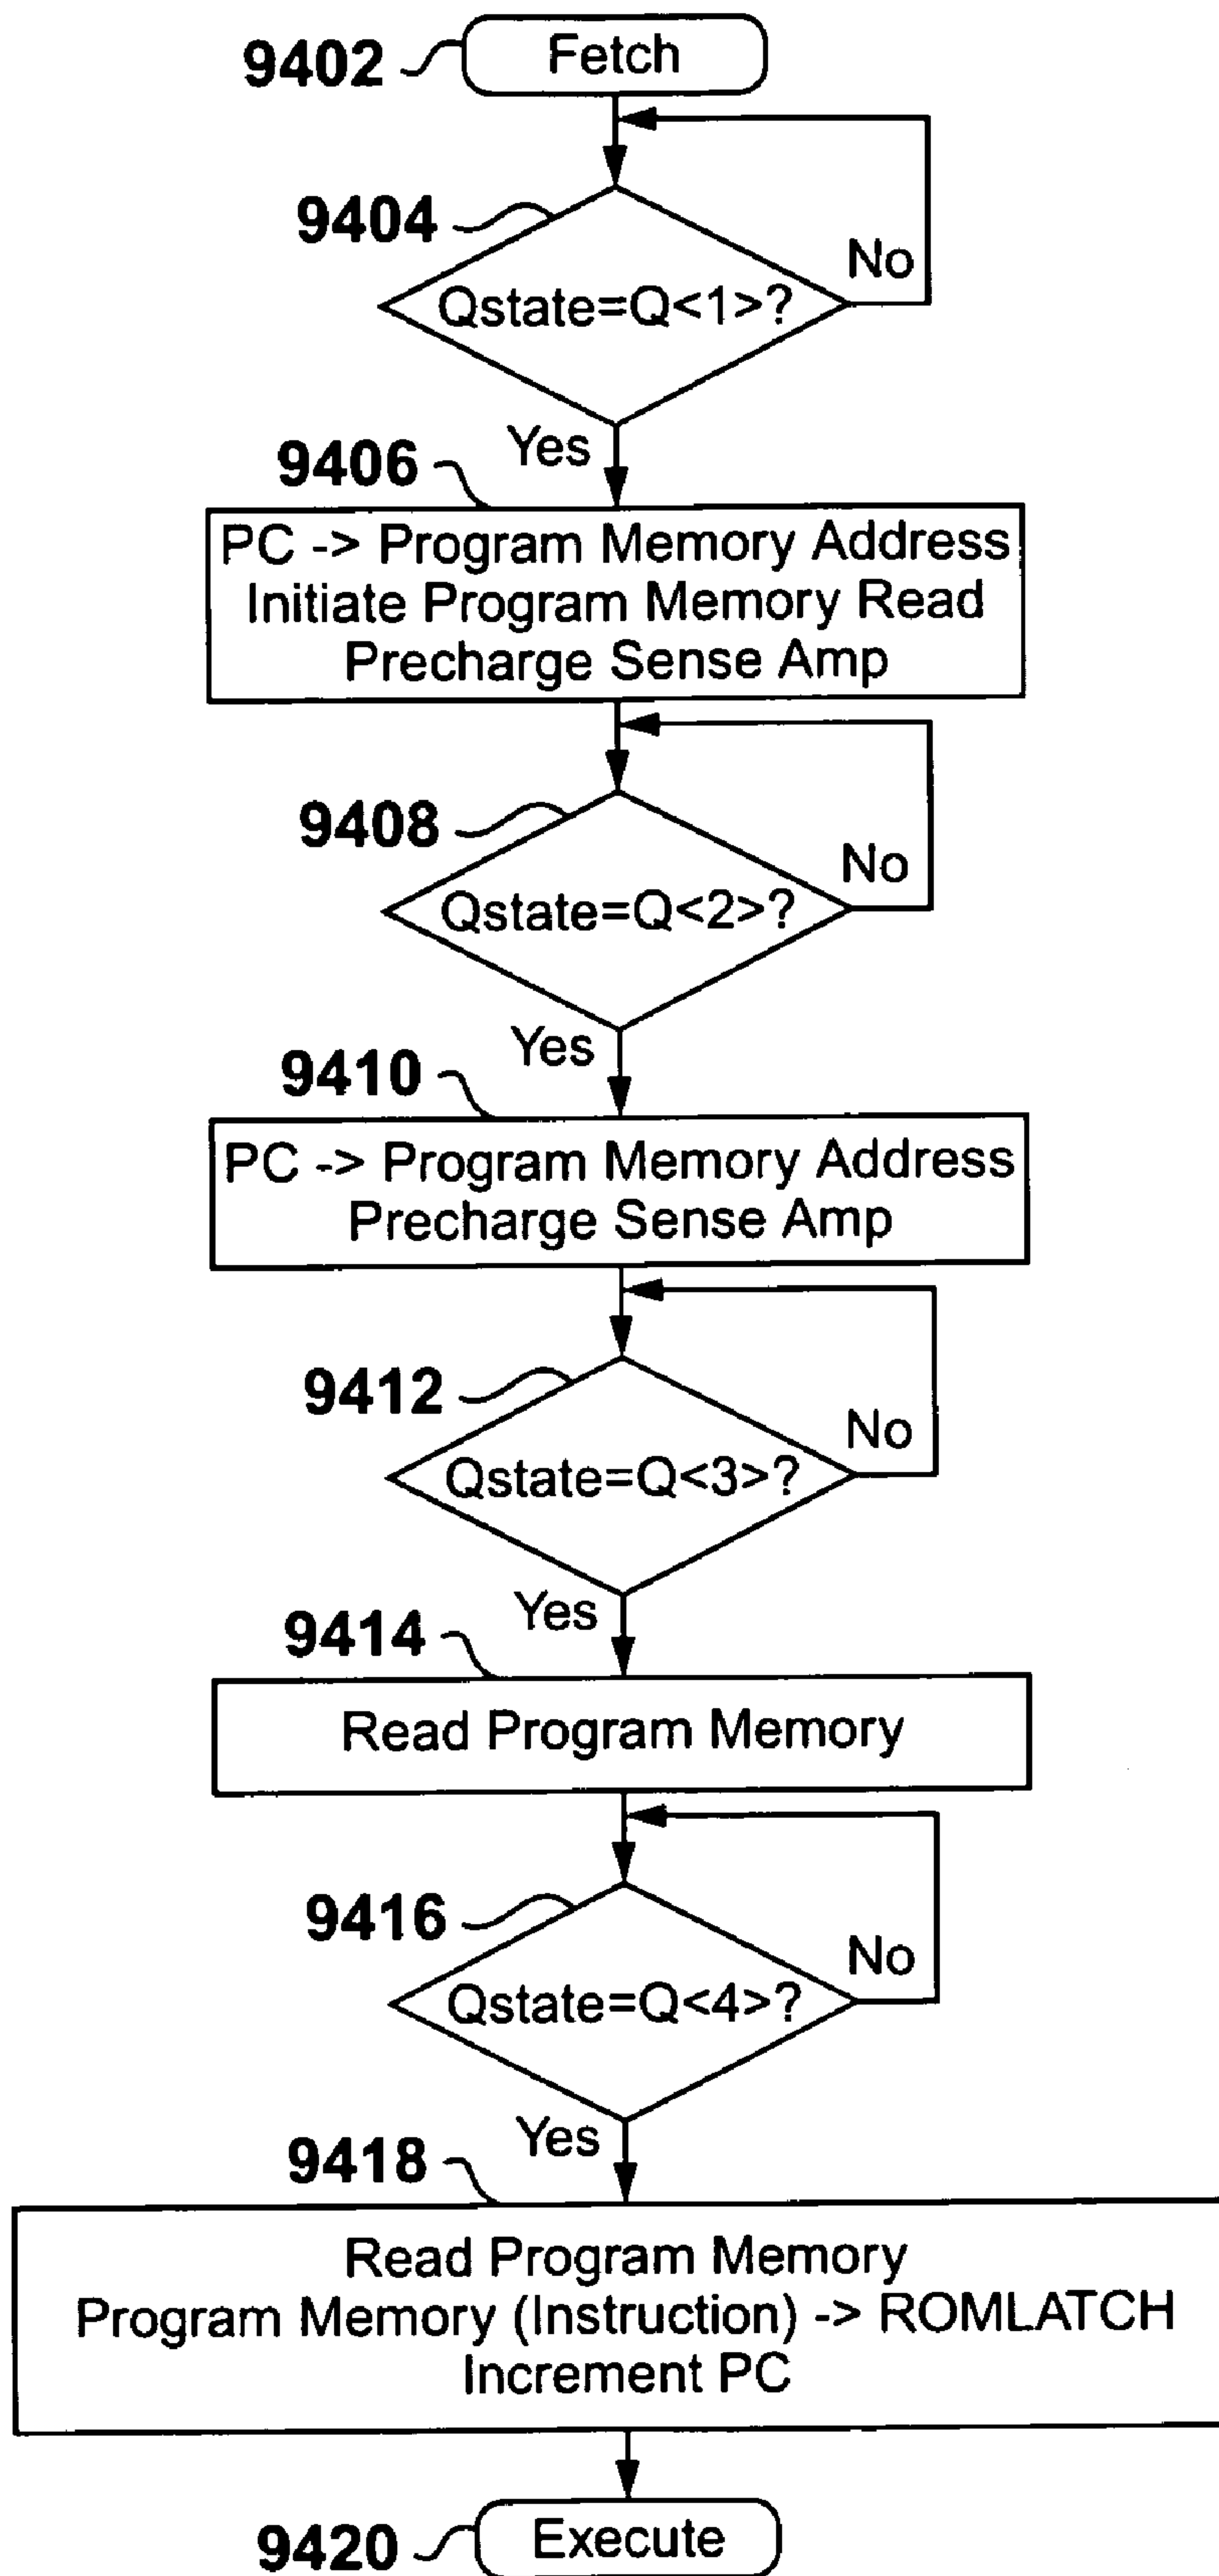 9402
Fetch
9404
No
Qstate=Q<1>?
Yes
9406
PC -> Program Memory Address
Initiate Program Memory Read
Precharge Sense Amp
9408
No
Qstate=Q<2>?
Yes
9410
PC -> Program Memory Address
Precharge Sense Amp
9412
No
Qstate=Q<3>?
Yes
9414
Read Program Memory
9416
No
Qstate=Q<4>?
Yes
9418
Read Program Memory
Program Memory (Instruction) -> ROMLATCH
Increment PC
9420
Execute